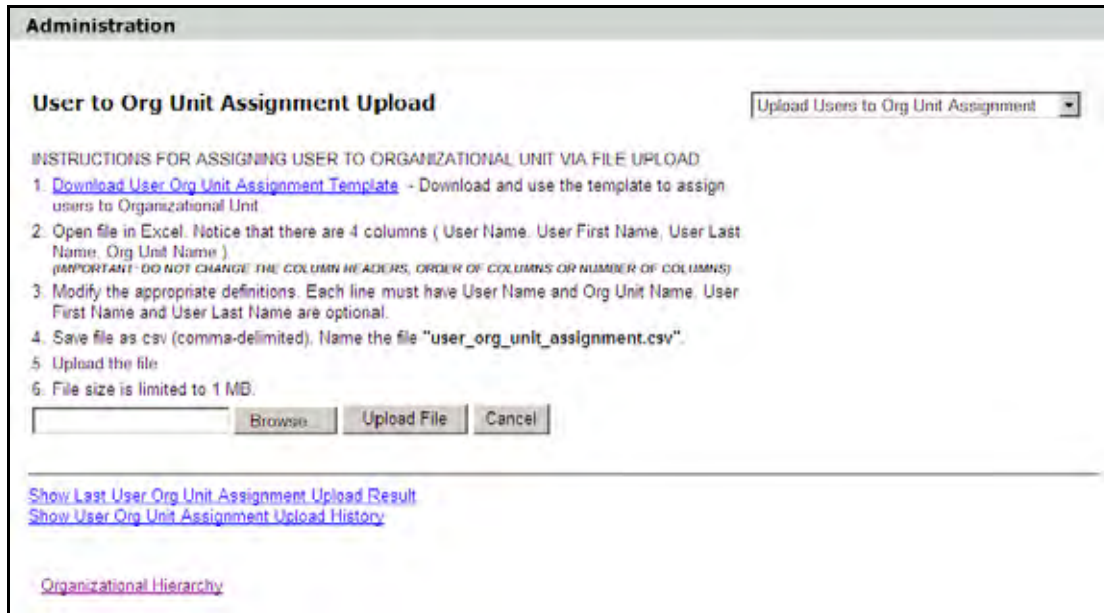 Administration
User to Org Unit Assignment Upload
Upload Users to Org Unit Assignment
INSTRUCTIONS FOR ASSIGNING USER TO ORGANIZATIONAL UNIT VIA FILE UPLOAD
1. Download User Org Unit Assignment Template - Download and use the template to assign
users to Organizational Unit
2. Open file in Excel. Notice that there are 4 columns ( User Name, User First Name, User Last
Name, Org Unit Name )
(IMPORTANT- DO NOT CHANGE THE COLUMN HEADERS, ORDER OF COLUMNS OR NUMBER OF COLUMNS)
3. Modify the appropriate definitions. Each line must have User Name and Org Unit Name. User
First Name and User Last Name are optional.
4. Save file as csv (comma-delimited). Name the file "user_org_unit_assignment.csv".
5. Upload the file
6. File size is limited to 1 MB.
Browse... Upload File Cancel
Show Last User Org Unit Assignment Upload Result
Show User Org Unit Assignment Upload History
Organizational Hierarchy